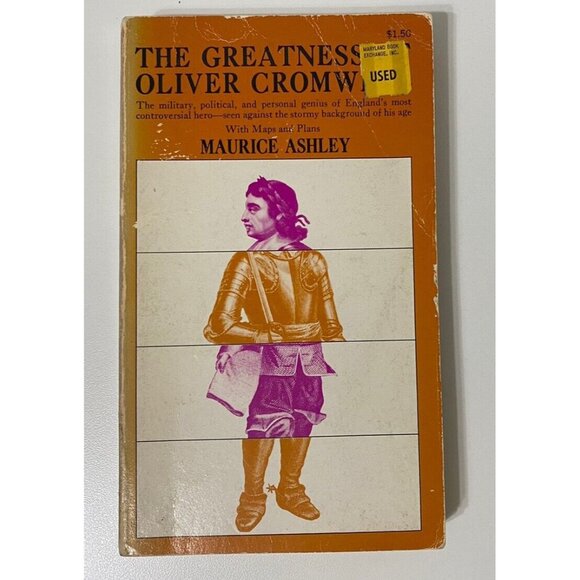 $1.50
THE GREATNESS
MARYLAND BOOK
EXCHANGE, INC.
USED
OLIVER CROMW
The military, political, and personal genius of England's most
controversial hero—seen against the stormy background of his age
With Maps and Plans
MAURICE ASHLEY